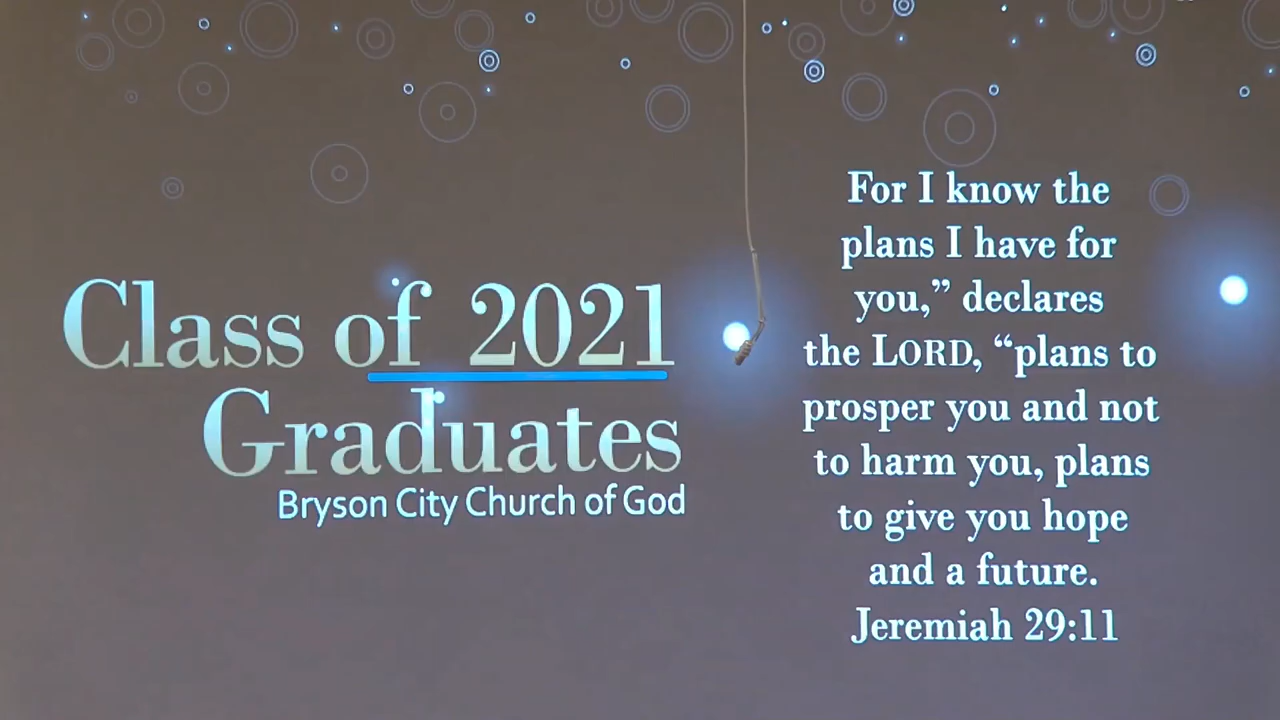 Class of 2021
Graduates
Bryson City Church of God
For I know the
plans I have for
you,” declares
the LORD, “plans to
prosper you and not
to harm you, plans
to give you hope
and a future.
Jeremiah 29:11